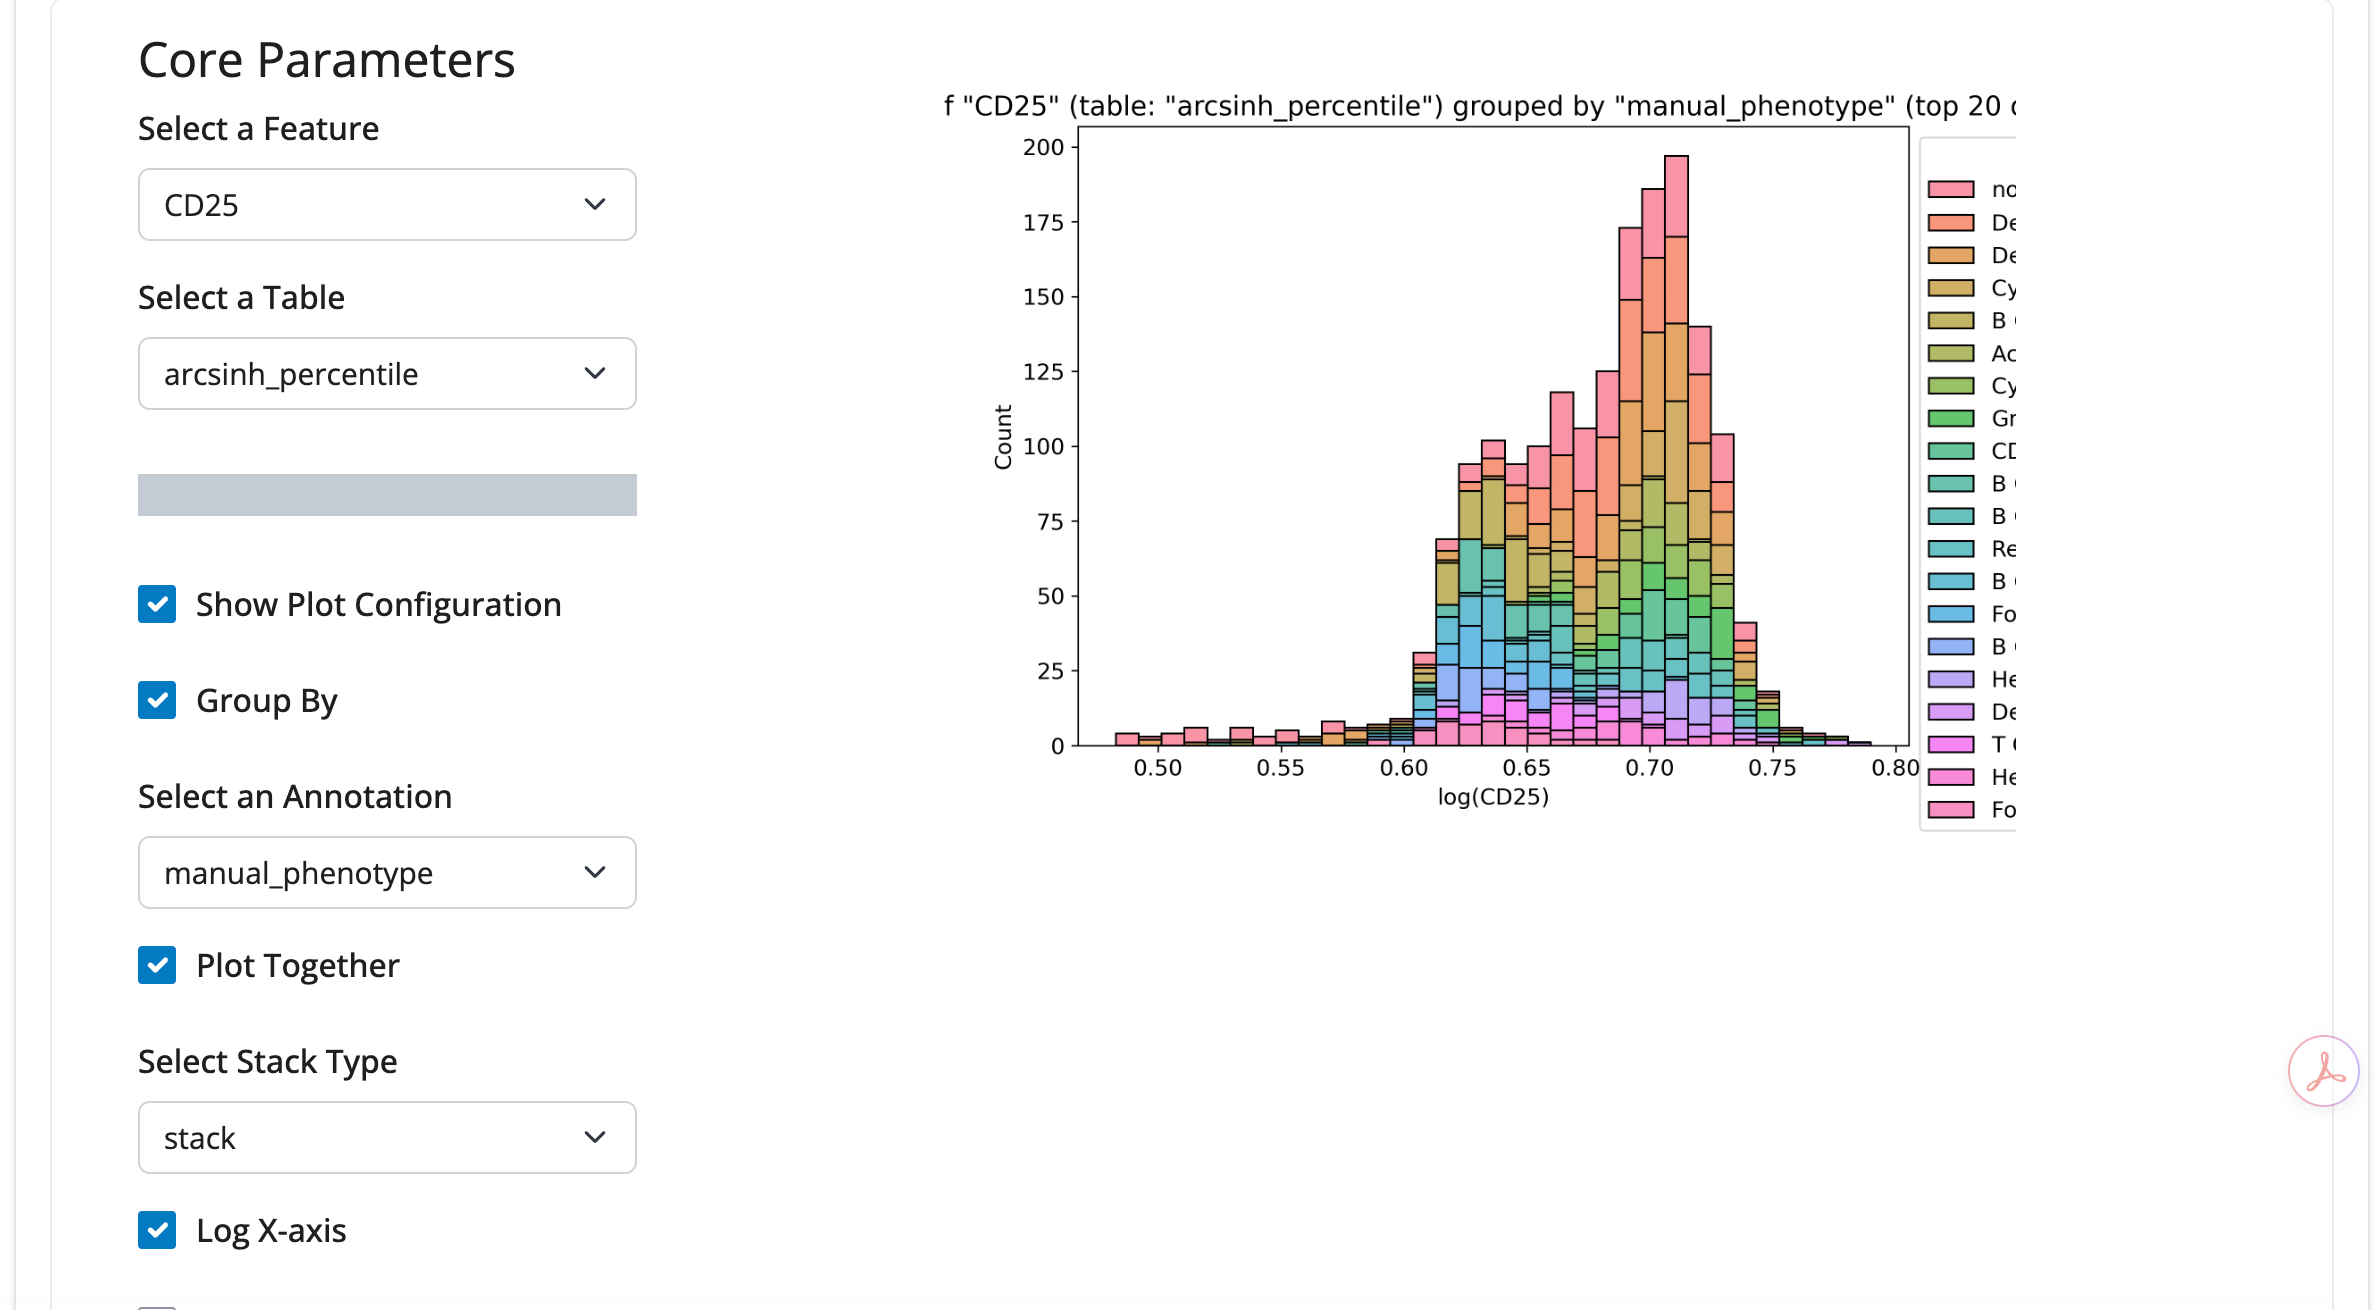 Core Parameters
Select a Feature
CD25
Select a Table
arcsinh_percentile
Show Plot Configuration
Group By
Select an Annotation
manual_phenotype
Plot Together
Select Stack Type
stack
Log X-axis
f "CD25" (table: "arcsinh_percentile") grouped by "manual_phenotype" (top 20
200
175
150
125
100
75
50
25
0
Count
0.50 0.55 0.60 0.65 0.70 0.75 0.80
log(CD25)
no
De
De
Cy
B
Ac
Cy
Gr
CD
B
B
Re
B
Fo
B
He
De
T
He
Fo